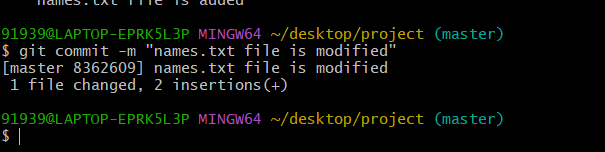 names.txt file is added
91939@LAPTOP-EPRK5L3P MINGW64 ~/desktop/project (master)
$ git commit -m "names.txt file is modified"
[master 8362609] names.txt file is modified
 1 file changed, 2 insertions(+)
91939@LAPTOP-EPRK5L3P MINGW64 ~/desktop/project (master)
$